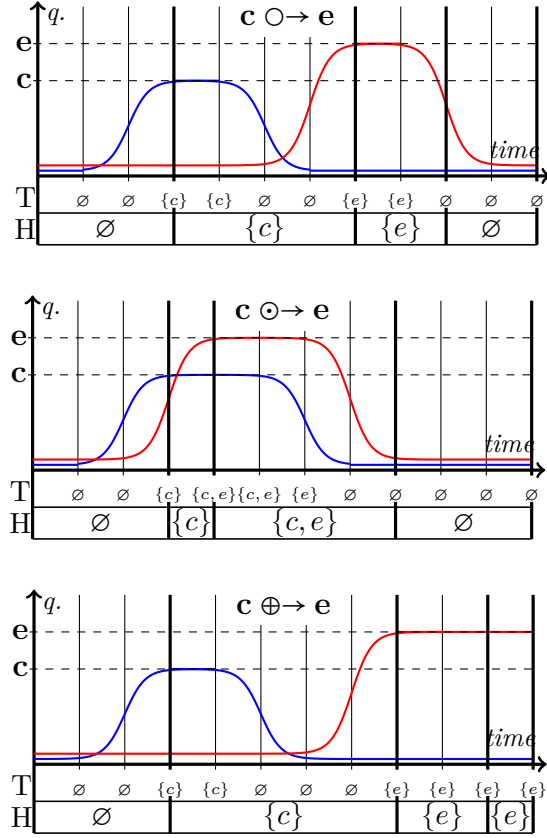 q.
c ○→ e
e
c
time
T ∅ ∅ {c} {c} ∅ ∅ {e} {e} ∅ ∅ ∅
H ∅ {c} {e} ∅
q.
c ⊙→ e
e
c
time
T ∅ ∅ {c} {c, e} {c, e} {e} ∅ ∅ ∅ ∅ ∅
H ∅ {c} {c, e} ∅
q.
c ⊕→ e
e
c
time
T ∅ ∅ {c} {c} ∅ ∅ ∅ {e} {e} {e} {e}
H ∅ {c} {e} {e}